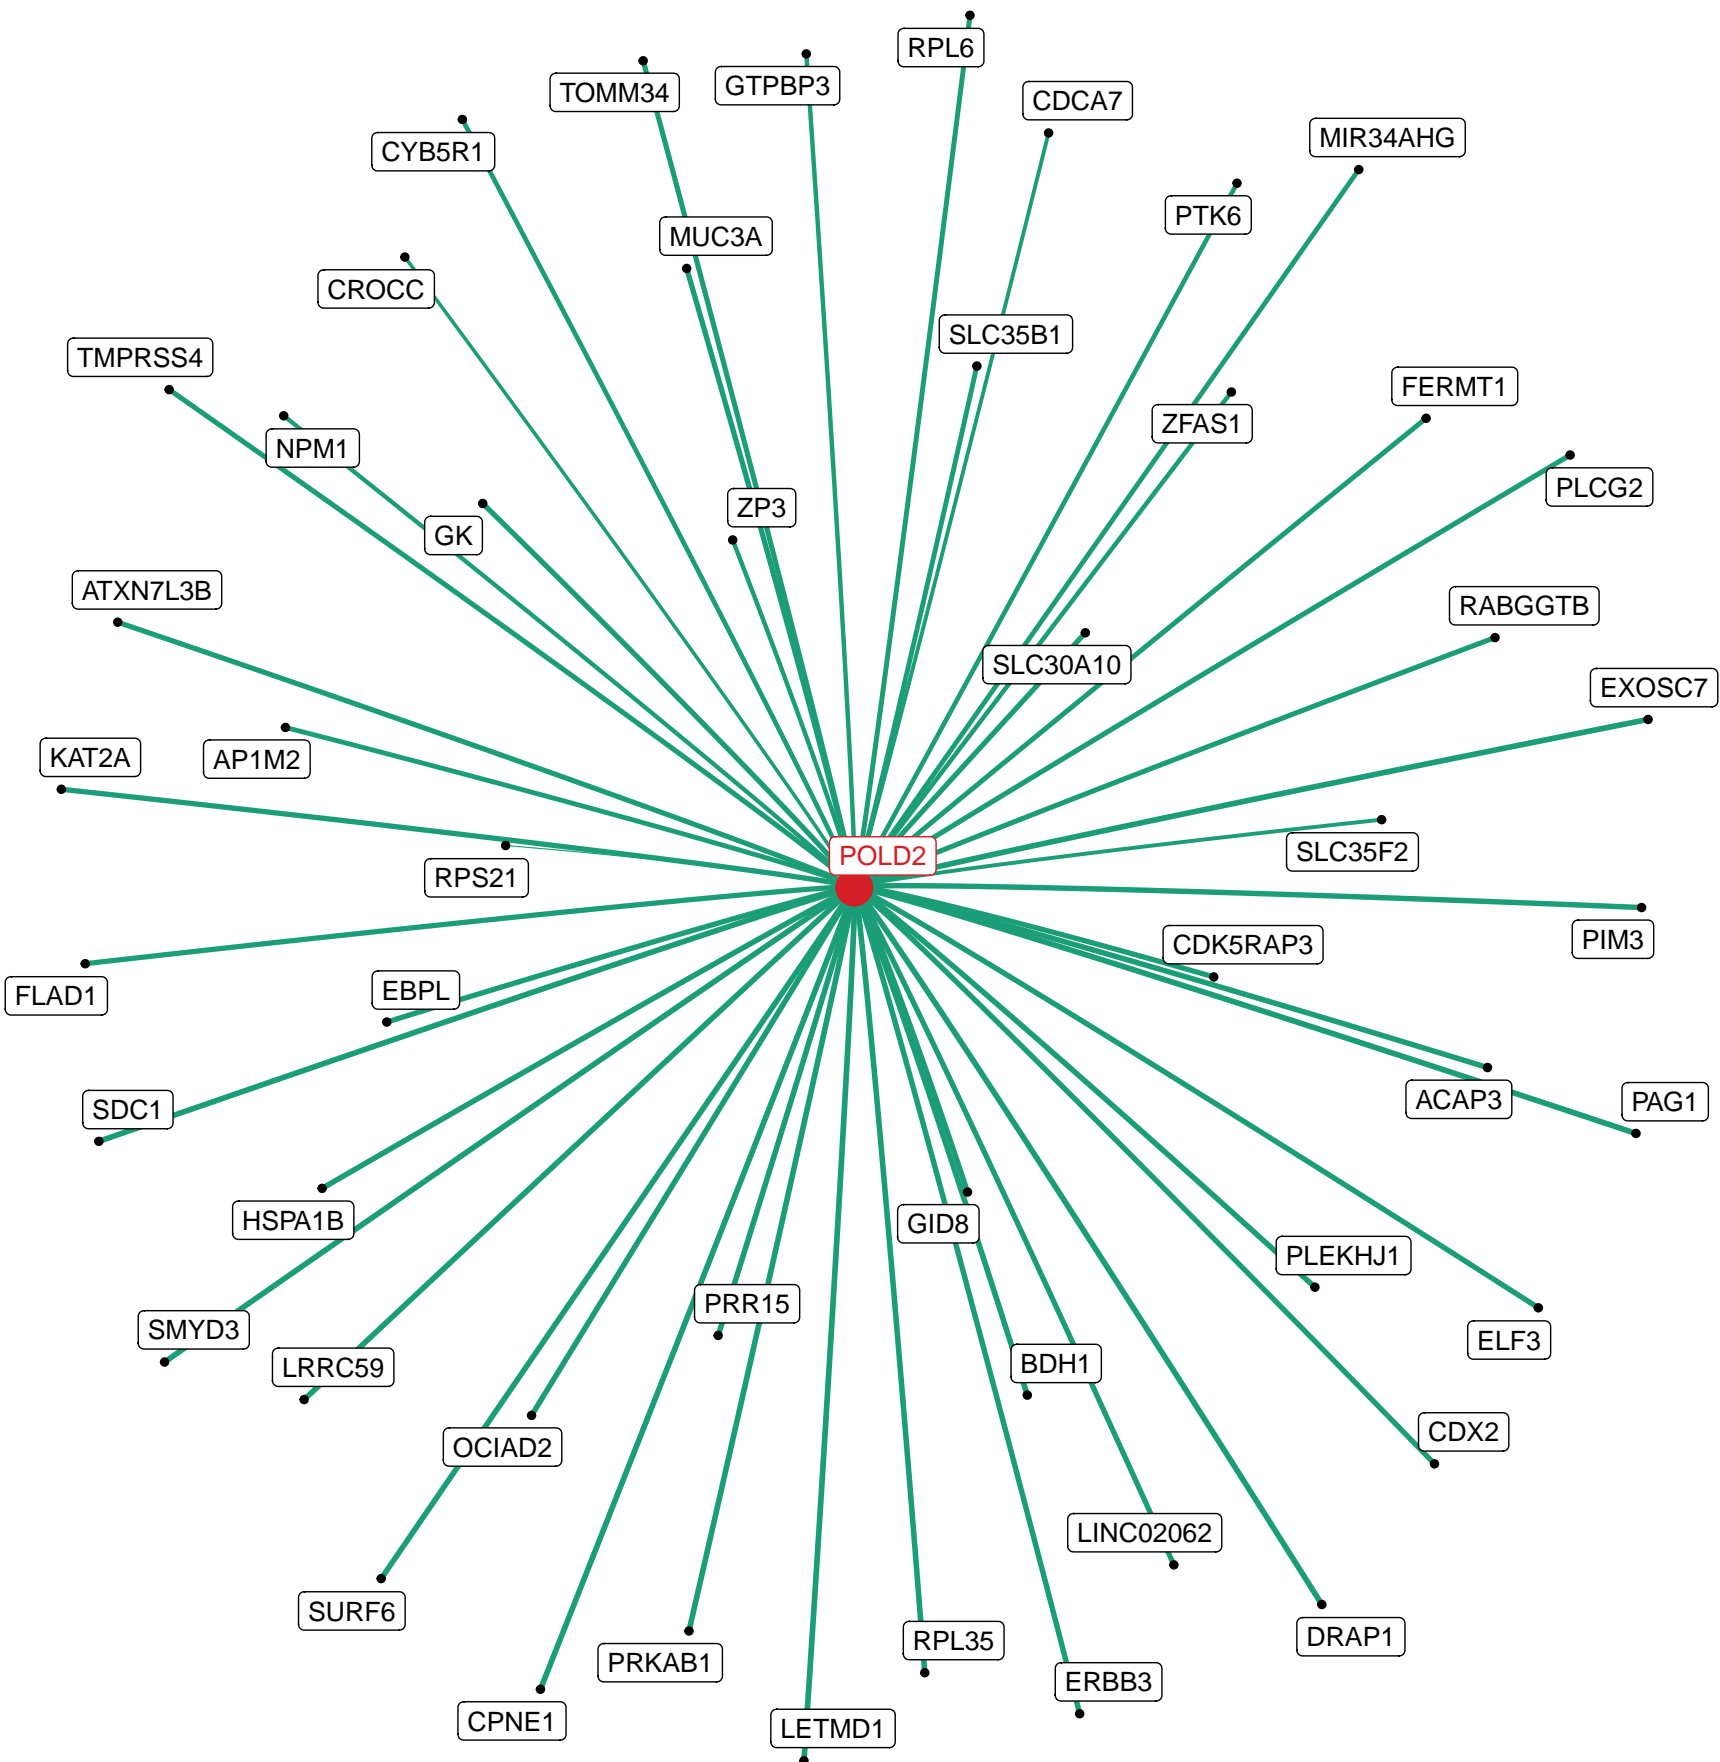 RPL6
GTPBP3
TOMM34
CDCA7
MIR34AHG
CYB5R1
PTK6
MUC3A
CROCC
SLC35B1
TMPRSS4
FERMT1
ZFAS1
NPM1
PLCG2
ZP3
GK
ATXN7L3B
RABGGTB
SLC30A10
EXOSC7
KAT2A
AP1M2
SLC35F2
POLD2
RPS21
PIM3
CDK5RAP3
EBPL
FLAD1
ACAP3
PAG1
SDC1
HSPA1B
GID8
PLEKHJ1
PRR15
SMYD3
ELF3
BDH1
LRRC59
CDX2
OCIAD2
LINC02062
SURF6
DRAP1
RPL35
PRKAB1
ERBB3
CPNE1
LETMD1